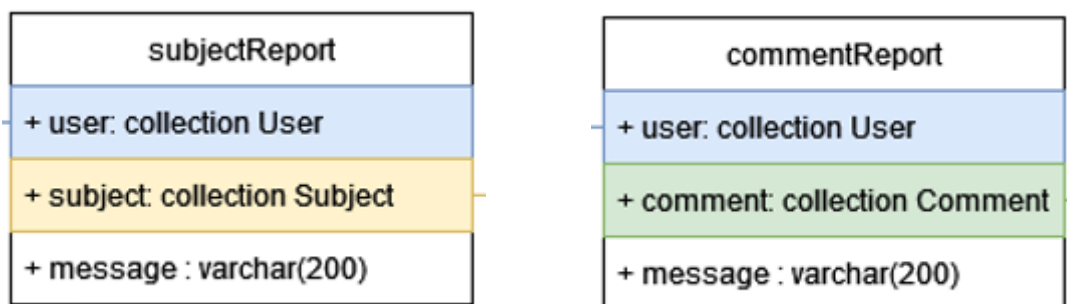 subjectReport
+ user: collection User
+ subject: collection Subject
+ message : varchar(200)
commentReport
+ user: collection User
+ comment: collection Comment
+ message : varchar(200)